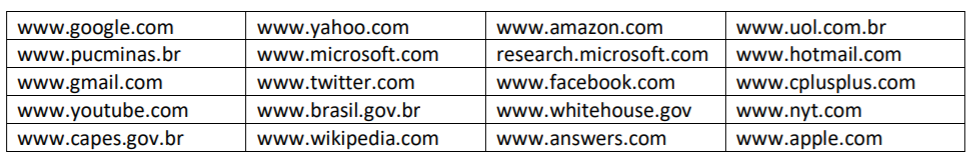 www.google.com www.yahoo.com www.amazon.com www.uol.com.br
www.pucminas.br www.microsoft.com research.microsoft.com www.hotmail.com
www.gmail.com www.twitter.com www.facebook.com www.cplusplus.com
www.youtube.com www.brasil.gov.br www.whitehouse.gov www.nyt.com
www.capes.gov.br www.wikipedia.com www.answers.com www.apple.com